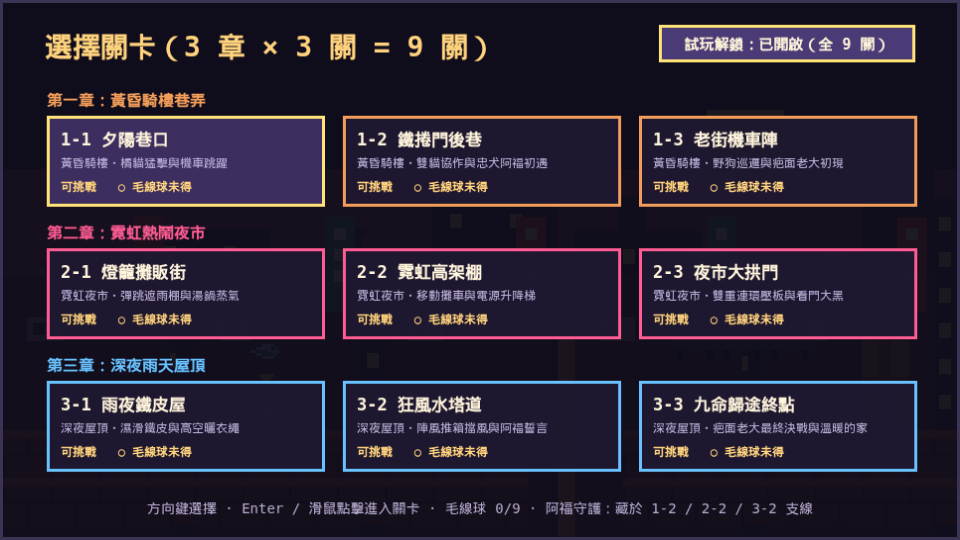 選擇關卡（3 章 × 3 關 = 9 關）
試玩解鎖：已開啟（全 9 關）
第一章：黃昏騎樓巷弄
1-1 夕陽巷口
黃昏騎樓・橘貓猛擊與機車跳躍
可挑戰 ○ 毛線球未得
1-2 鐵捲門後巷
黃昏騎樓・雙貓協作與忠犬阿福初遇
可挑戰 ○ 毛線球未得
1-3 老街機車陣
黃昏騎樓・野狗巡邏與疤面老大初現
可挑戰 ○ 毛線球未得
第二章：霓虹熱鬧夜市
2-1 燈籠攤販街
霓虹夜市・彈跳遮雨棚與湯鍋蒸氣
可挑戰 ○ 毛線球未得
2-2 霓虹高架棚
霓虹夜市・移動攤車與電源升降梯
可挑戰 ○ 毛線球未得
2-3 夜市大拱門
霓虹夜市・雙重連環壓板與看門大黑
可挑戰 ○ 毛線球未得
第三章：深夜雨天屋頂
3-1 雨夜鐵皮屋
深夜屋頂・濕滑鐵皮與高空曬衣繩
可挑戰 ○ 毛線球未得
3-2 狂風水塔道
深夜屋頂・陣風推箱擋風與阿福誓言
可挑戰 ○ 毛線球未得
3-3 九命歸途終點
深夜屋頂・疤面老大最終決戰與溫暖的家
可挑戰 ○ 毛線球未得
方向鍵選擇 · Enter / 滑鼠點擊進入關卡 · 毛線球 0/9 · 阿福守護：藏於 1-2 / 2-2 / 3-2 支線